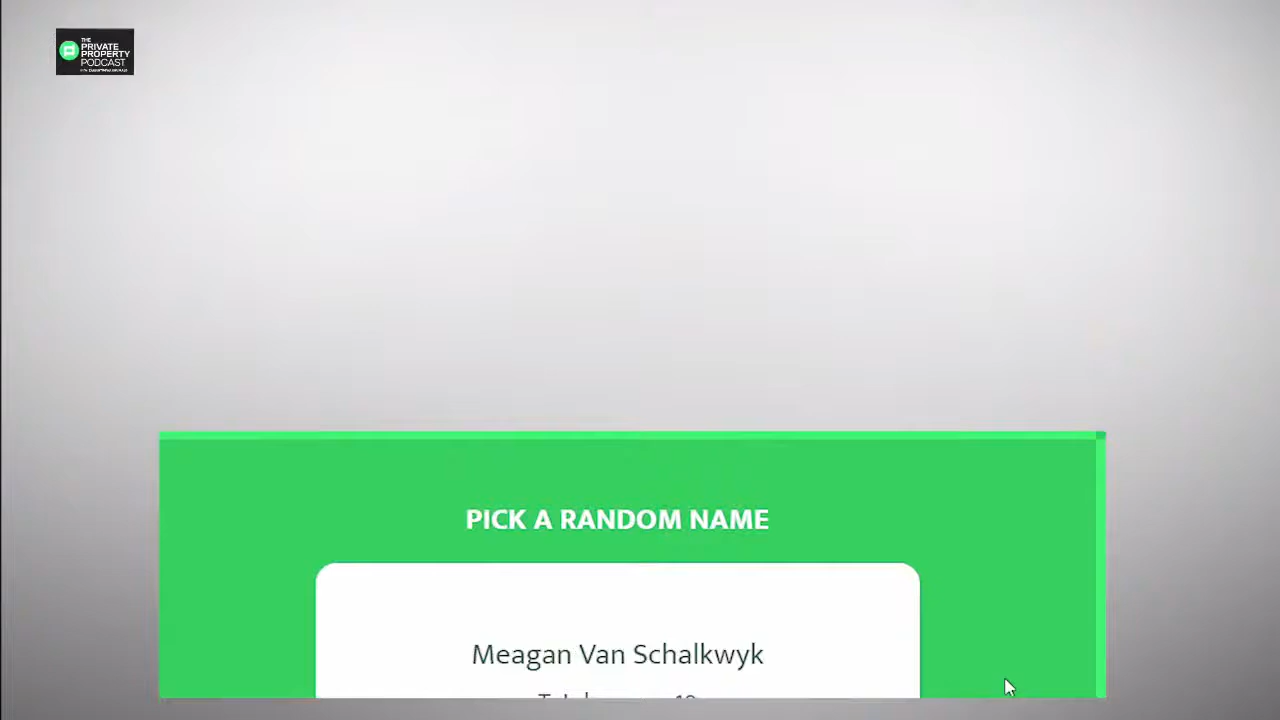 THE
PRIVATE
PROPERTY
PODCAST
PICK A RANDOM NAME
Meagan Van Schalkwyk